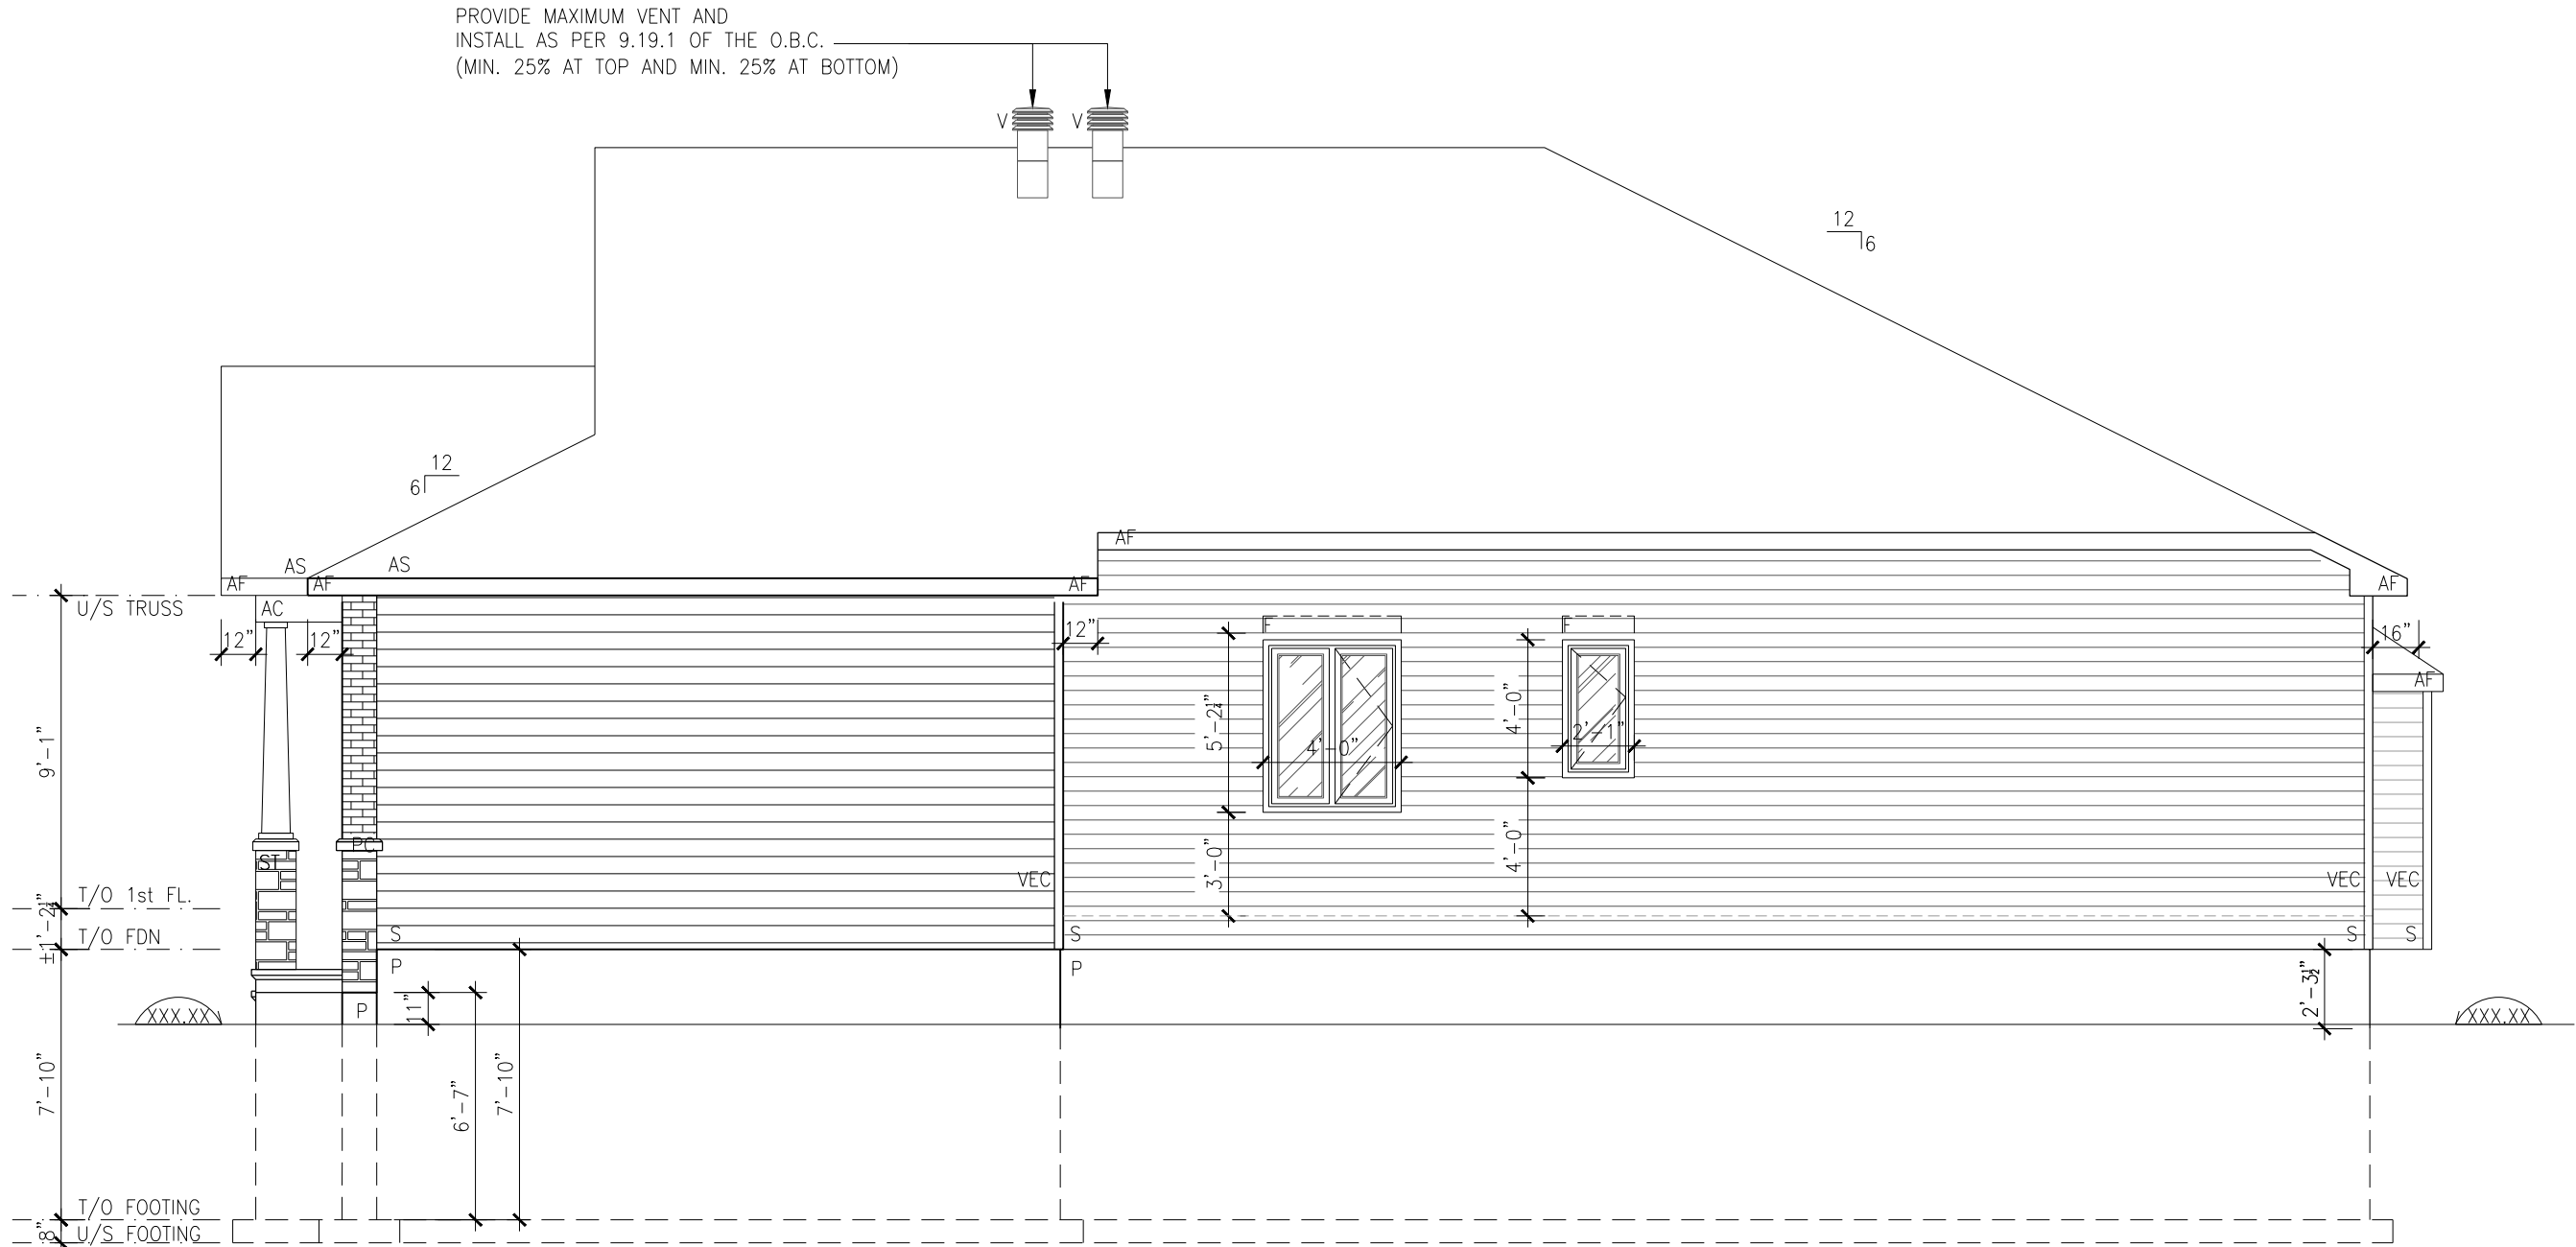 PROVIDE MAXIMUM VENT AND
INSTALL AS PER 9.19.1 OF THE O.B.C.
(MIN. 25% AT TOP AND MIN. 25% AT BOTTOM)
V
V
12
6
12
6
AF
AS
AS
AF
AF
AF
AF
U/S TRUSS
AC
12"
12"
12"
F
F
16"
AF
9'-1"
5'-2¼"
4'-0"
4'-0"
2'-1"
PC
ST
3'-0"
4'-0"
VEC
VEC
VEC
T/O 1st FL.
±1'-2¼"
T/O FDN
S
S
S
S
P
P
P
11"
2'-3½"
XXX.XX
XXX.XX
7'-10"
6'-7"
7'-10"
T/O FOOTING
U/S FOOTING
8"